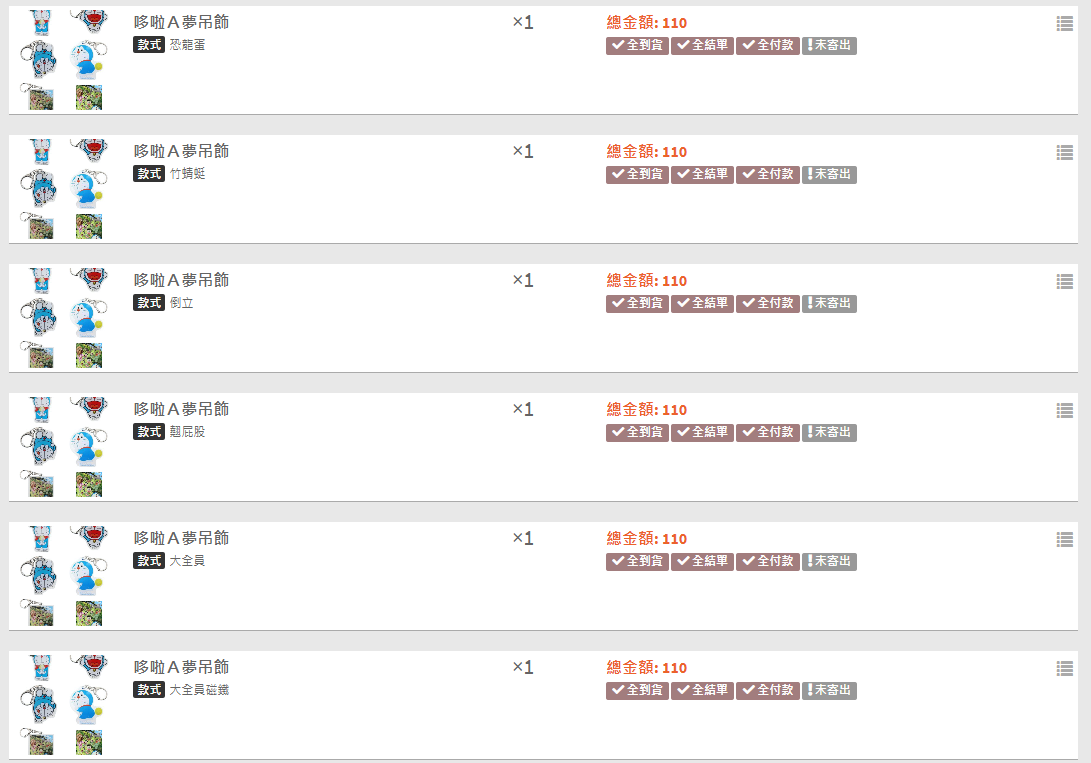 哆啦Ａ夢吊飾 ×1 總金額: 110
款式 恐龍蛋 全到貨 全結單 全付款 未寄出
哆啦Ａ夢吊飾 ×1 總金額: 110
款式 竹蜻蜓 全到貨 全結單 全付款 未寄出
哆啦Ａ夢吊飾 ×1 總金額: 110
款式 倒立 全到貨 全結單 全付款 未寄出
哆啦Ａ夢吊飾 ×1 總金額: 110
款式 翹屁股 全到貨 全結單 全付款 未寄出
哆啦Ａ夢吊飾 ×1 總金額: 110
款式 大全員 全到貨 全結單 全付款 未寄出
哆啦Ａ夢吊飾 ×1 總金額: 110
款式 大全員磁鐵 全到貨 全結單 全付款 未寄出